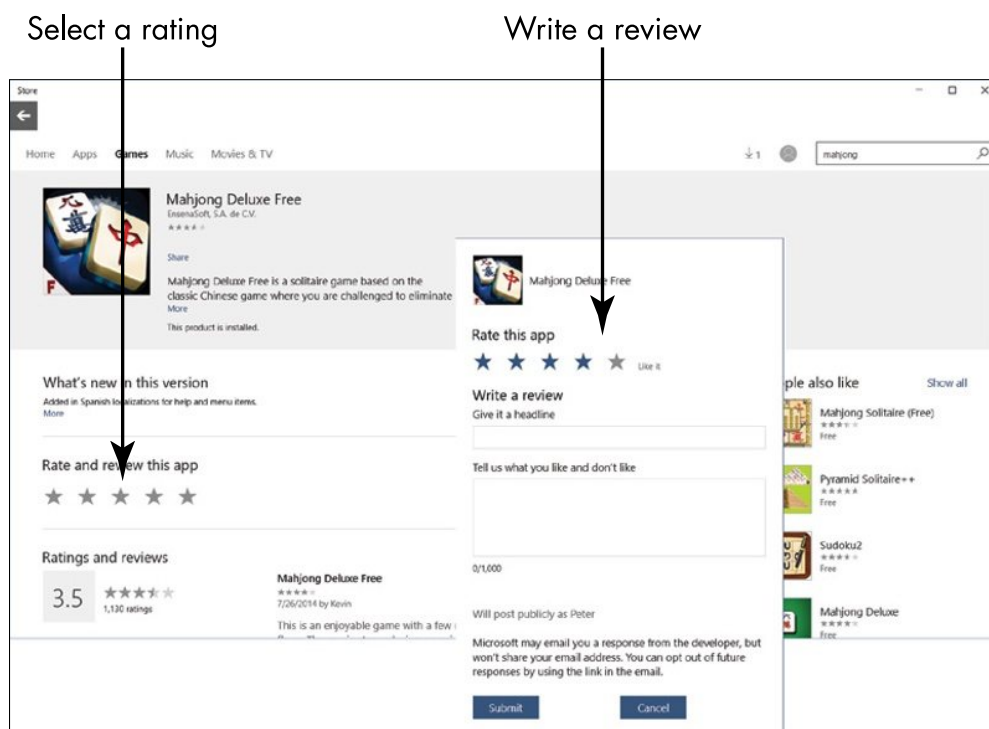 Select a rating
Write a review
Store
Home Apps Games Music Movies & TV
1
mahjong
Mahjong Deluxe Free
EnsenaSoft, S.A. de C.V.
Share
Mahjong Deluxe Free is a solitaire game based on the
classic Chinese game where you are challenged to eliminate
More
This product is installed.
What's new in this version
Added in Spanish localizations for help and menu items.
More
Rate and review this app
Ratings and reviews
3.5
1,130 ratings
Mahjong Deluxe Free
7/26/2014 by Kevin
This is an enjoyable game with a few
F
Mahjong Deluxe Free
Rate this app
Like it
Write a review
Give it a headline
Tell us what you like and don't like
0/1,000
Will post publicly as Peter
Microsoft may email you a response from the developer, but
won't share your email address. You can opt out of future
responses by using the link in the email.
Submit
Cancel
ple also like
Show all
Mahjong Solitaire (Free)
Free
Pyramid Solitaire++
Free
Sudoku2
Free
Mahjong Deluxe
Free